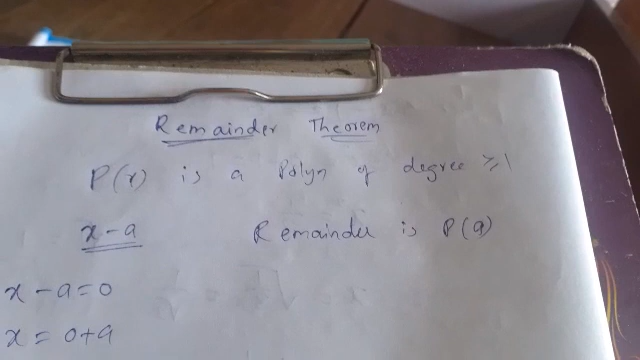 Remainder Theorem
P(x) is a Polyn of degree ≥1
x-a Remainder is P(a)
x-a=0
x=0+a